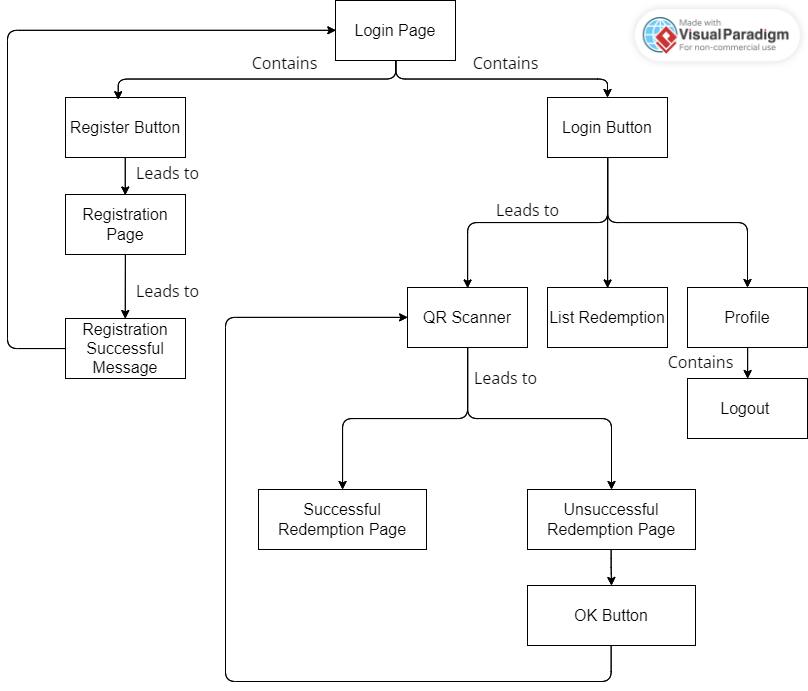 Made with
VisualParadigm
For non-commercial use
Login Page
Contains
Contains
Register Button
Login Button
Leads to
Registration
Page
Leads to
Leads to
QR Scanner
List Redemption
Profile
Registration
Successful
Message
Contains
Leads to
Logout
Successful
Redemption Page
Unsuccessful
Redemption Page
OK Button